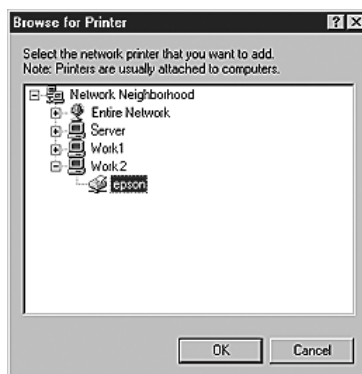 Browse for Printer
Select the network printer that you want to add.
Note: Printers are usually attached to computers.
Network Neighborhood
Entire Network
Server
Work1
Work2
epson
OK Cancel